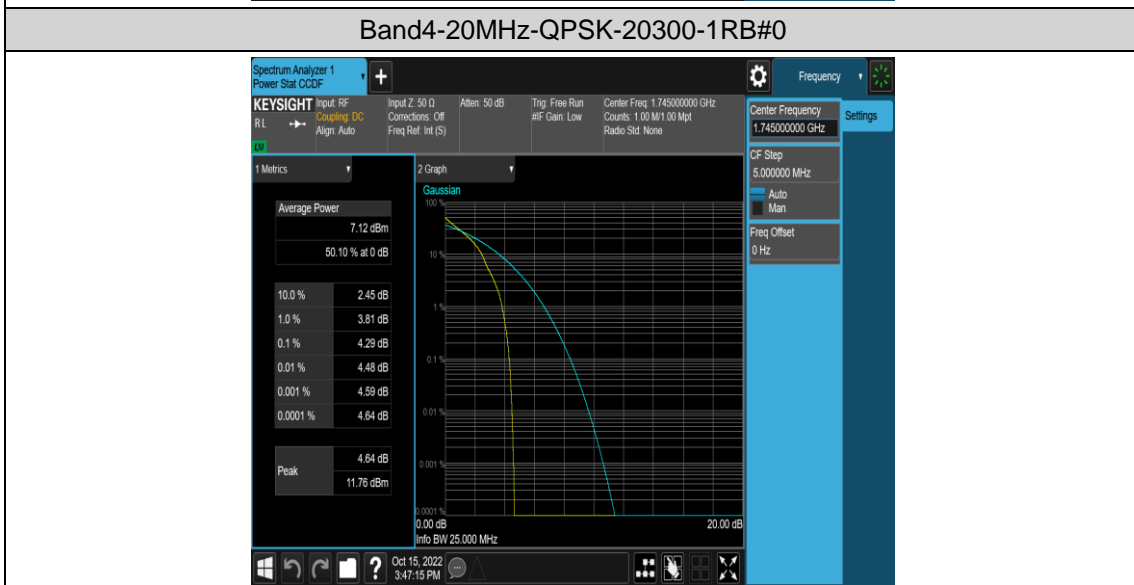 Band4-20MHz-QPSK-20300-1RB#0
Spectrum Analyzer 1
Power Stat CCDF
Frequency
KEYSIGHT
RL
Input: RF
Coupling: DC
Align: Auto
Input Z: 50 Ω
Corrections: Off
Freq Ref: Int (S)
Atten: 50 dB
Trig: Free Run
#IF Gain: Low
Center Freq: 1.745000000 GHz
Counts: 1.00 M/1.00 Mpt
Radio Std: None
Center Frequency
1.745000000 GHz
Settings
CF Step
5.000000 MHz
Auto
Man
Freq Offset
0 Hz
1 Metrics
Average Power
7.12 dBm
50.10 % at 0 dB
10.0 % 2.45 dB
1.0 % 3.81 dB
0.1 % 4.29 dB
0.01 % 4.48 dB
0.001 % 4.59 dB
0.0001 % 4.64 dB
Peak 4.64 dB
11.76 dBm
2 Graph
Gaussian
100 %
10 %
1 %
0.1 %
0.01 %
0.001 %
0.0001 %
0.00 dB 20.00 dB
Info BW 25.000 MHz
Oct 15, 2022
3:47:15 PM